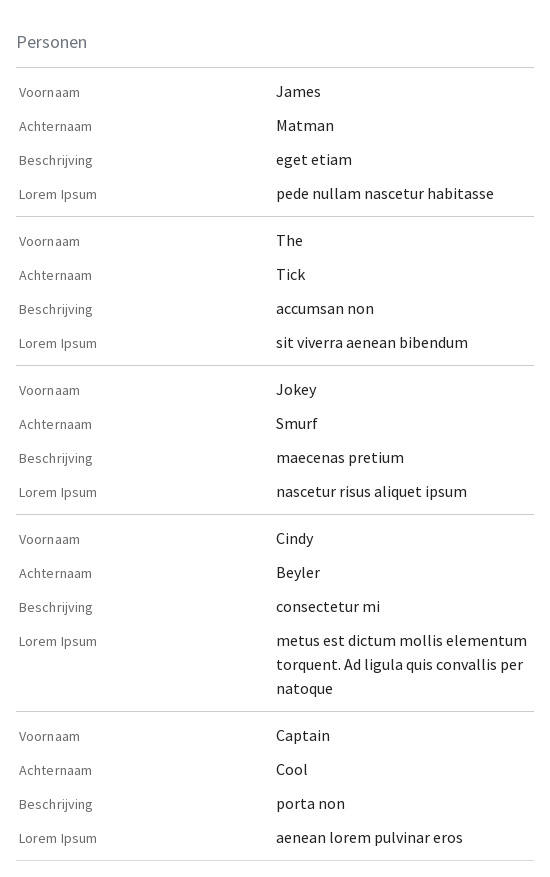 Personen
Voornaam James
Achternaam Matman
Beschrijving eget etiam
Lorem Ipsum pede nullam nascetur habitasse
Voornaam The
Achternaam Tick
Beschrijving accumsan non
Lorem Ipsum sit viverra aenean bibendum
Voornaam Jokey
Achternaam Smurf
Beschrijving maecenas pretium
Lorem Ipsum nascetur risus aliquet ipsum
Voornaam Cindy
Achternaam Beyler
Beschrijving consectetur mi
Lorem Ipsum metus est dictum mollis elementum
torquent. Ad ligula quis convallis per
natoque
Voornaam Captain
Achternaam Cool
Beschrijving porta non
Lorem Ipsum aenean lorem pulvinar eros